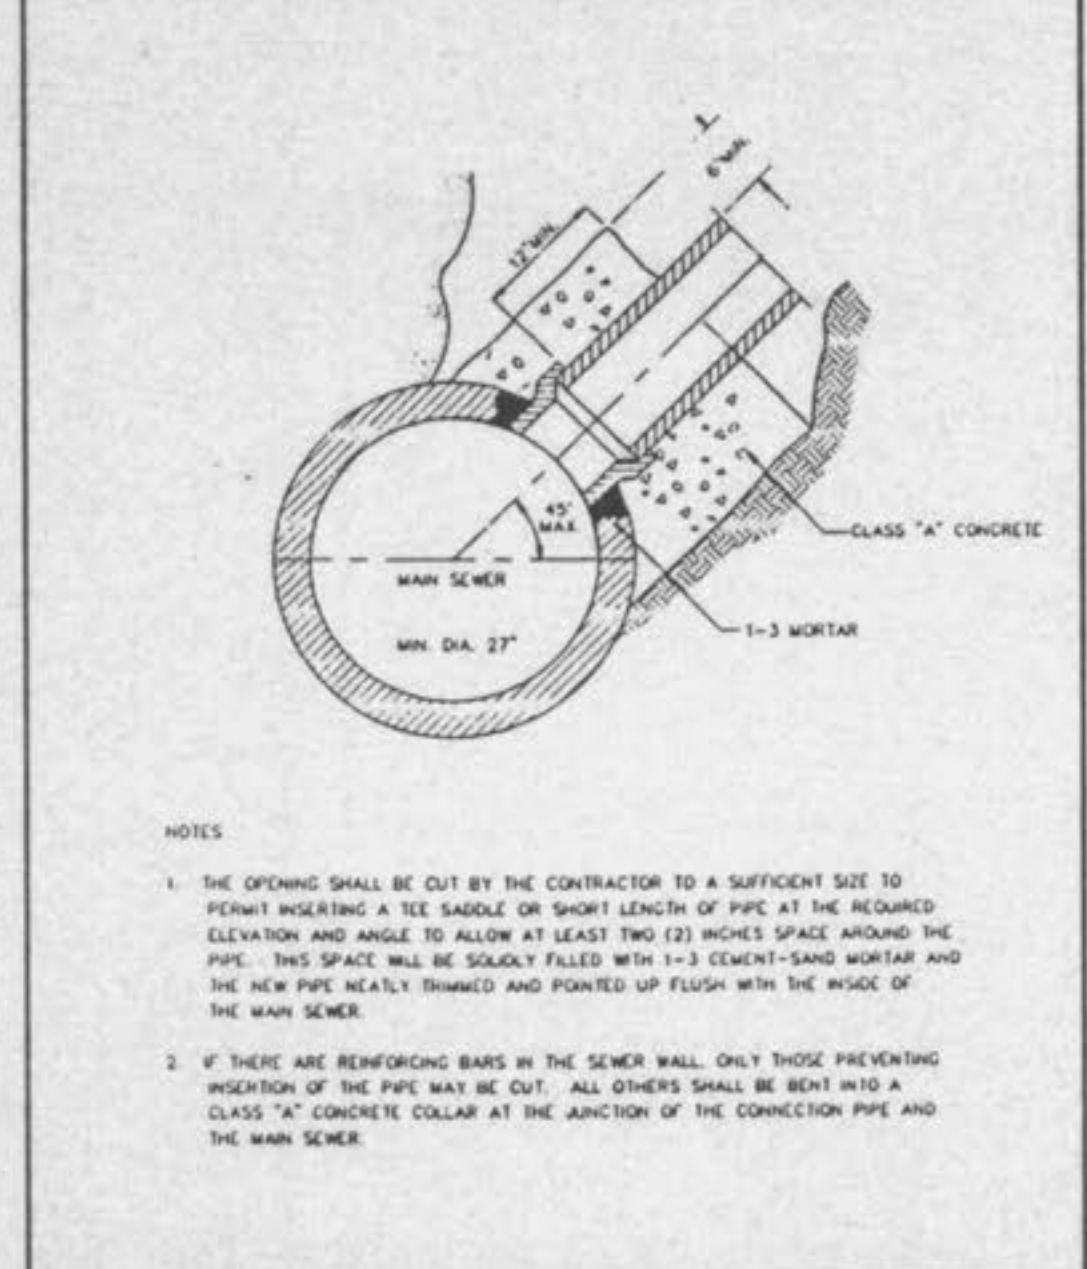 6"MIN.
12"MIN.
45°
MAX.
MAIN SEWER
MIN. DIA. 27"
CLASS "A" CONCRETE
1-3 MORTAR
NOTES
1. THE OPENING SHALL BE CUT BY THE CONTRACTOR TO A SUFFICIENT SIZE TO
PERMIT INSERTING A TEE SADDLE OR SHORT LENGTH OF PIPE AT THE REQUIRED
ELEVATION AND ANGLE TO ALLOW AT LEAST TWO (2) INCHES SPACE AROUND THE
PIPE. THIS SPACE WILL BE SOLIDLY FILLED WITH 1-3 CEMENT-SAND MORTAR AND
THE NEW PIPE NEATLY TRIMMED AND POINTED UP FLUSH WITH THE INSIDE OF
THE MAIN SEWER.
2. IF THERE ARE REINFORCING BARS IN THE SEWER WALL, ONLY THOSE PREVENTING
INSERTION OF THE PIPE MAY BE CUT. ALL OTHERS SHALL BE BENT INTO A
CLASS "A" CONCRETE COLLAR AT THE JUNCTION OF THE CONNECTION PIPE AND
THE MAIN SEWER.